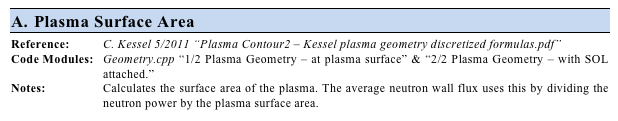 A. Plasma Surface Area
Reference: C. Kessel 5/2011 “Plasma Contour2 – Kessel plasma geometry discretized formulas.pdf”
Code Modules: Geometry.cpp “1/2 Plasma Geometry – at plasma surface” & “2/2 Plasma Geometry – with SOL
attached.”
Notes: Calculates the surface area of the plasma. The average neutron wall flux uses this by dividing the
neutron power by the plasma surface area.